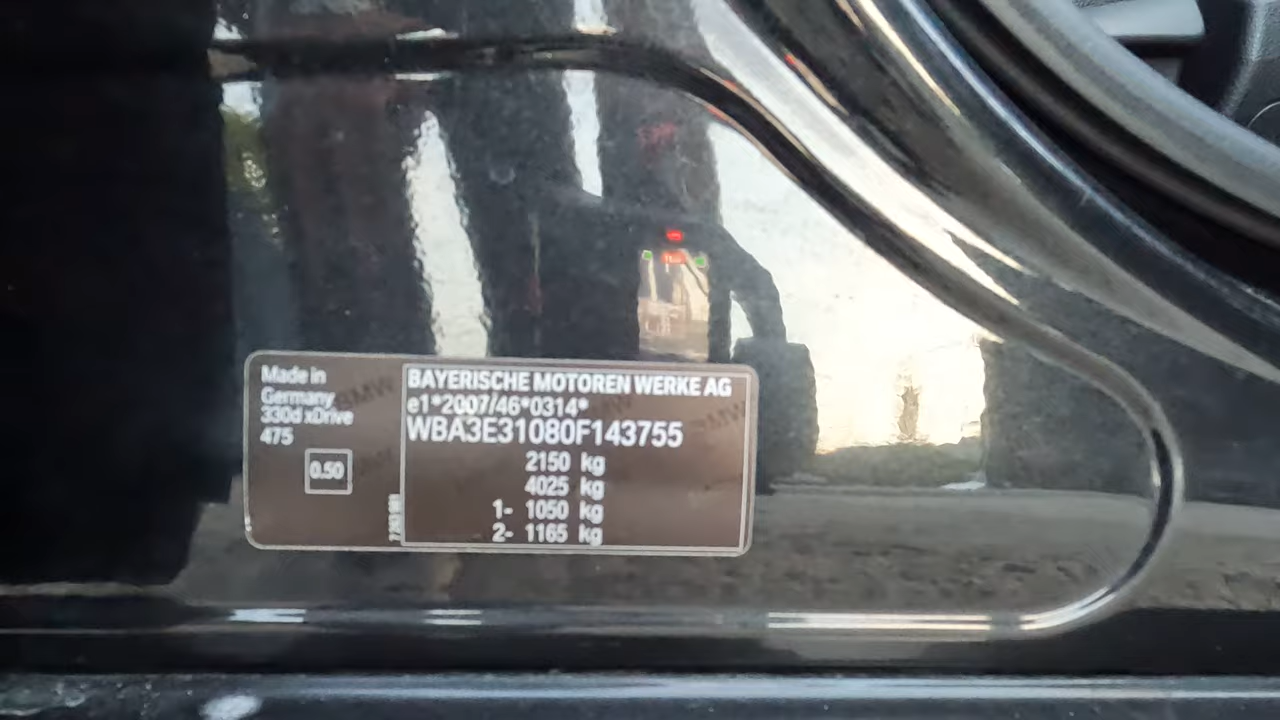 Made in
Germany
330d xDrive
475
0.50
BAYERISCHE MOTOREN WERKE AG
e1*2007/46*0314*
WBA3E31080F143755
2150 kg
4025 kg
1- 1050 kg
2- 1165 kg